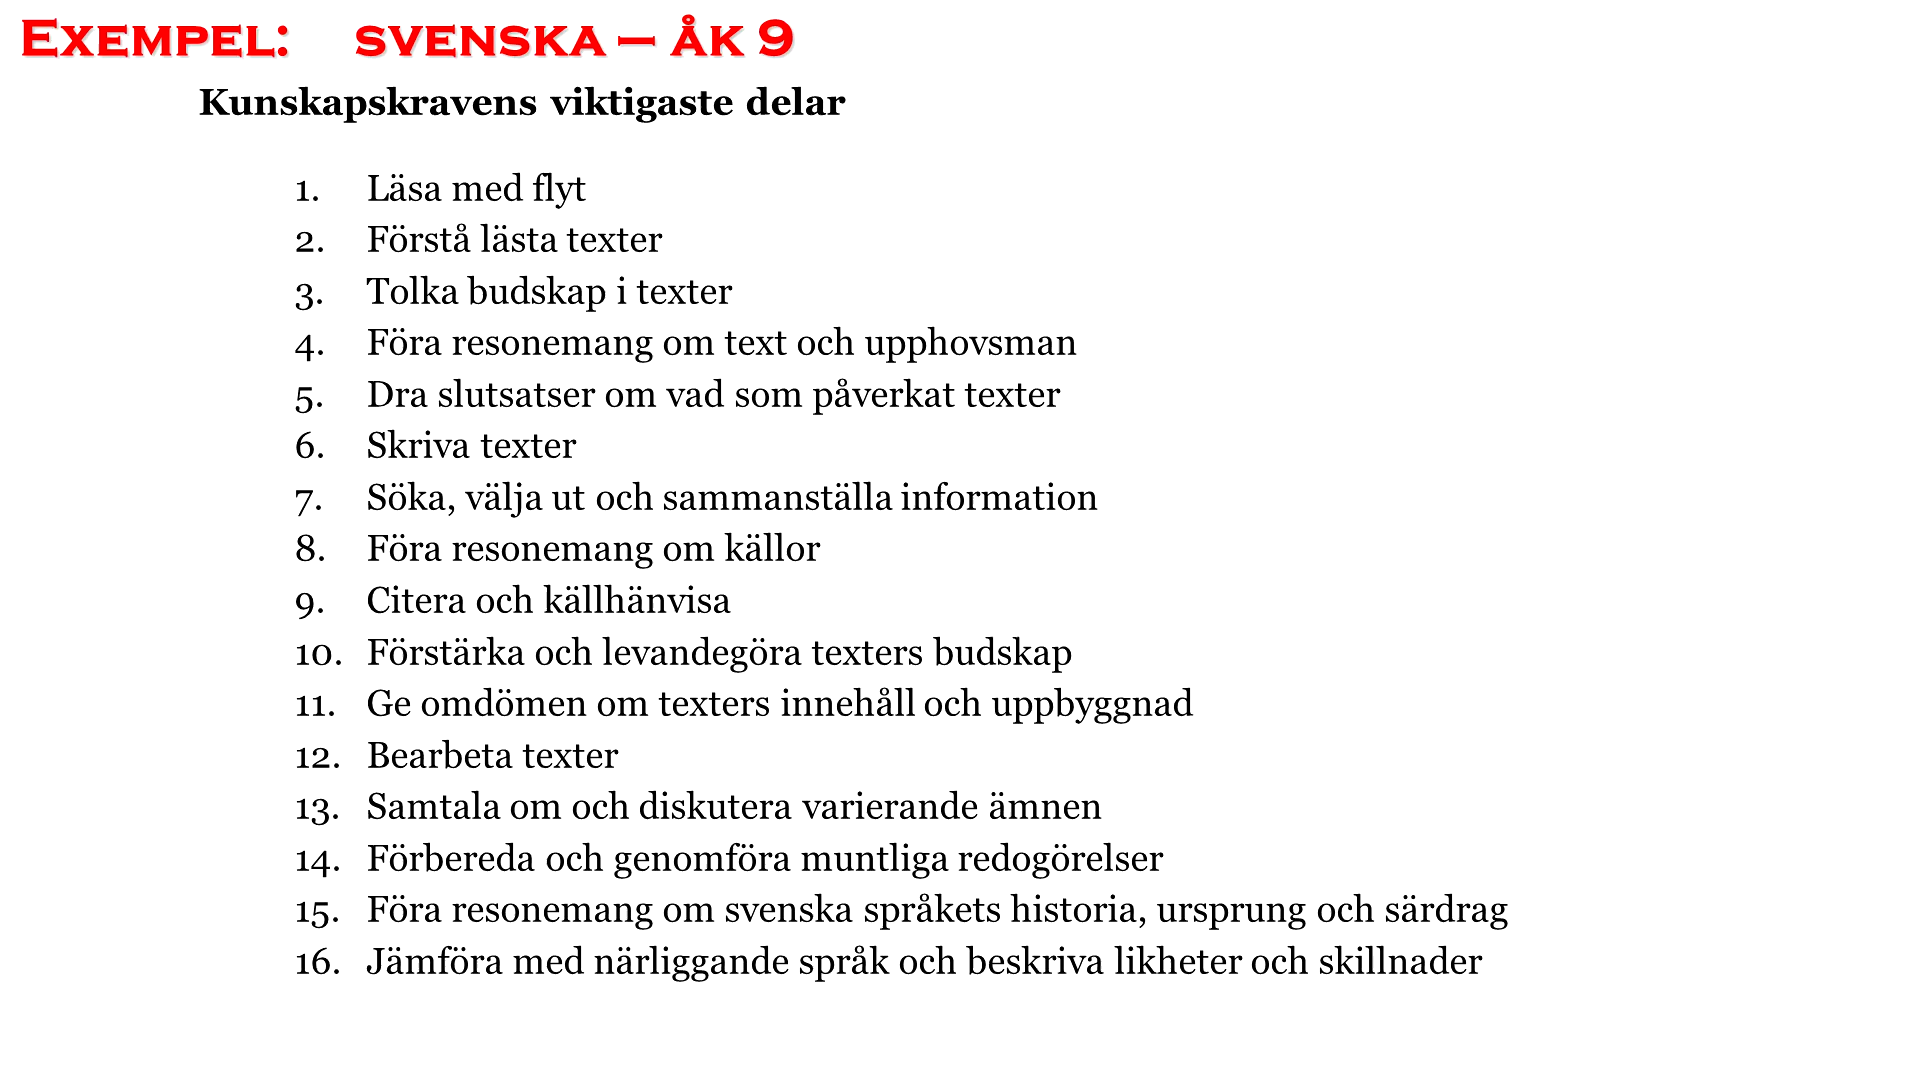 Exempel: svenska – åk 9
Kunskapskravens viktigaste delar
1. Läsa med flyt
2. Förstå lästa texter
3. Tolka budskap i texter
4. Föra resonemang om text och upphovsman
5. Dra slutsatser om vad som påverkat texter
6. Skriva texter
7. Söka, välja ut och sammanställa information
8. Föra resonemang om källor
9. Citera och källhänvisa
10. Förstärka och levandegöra texters budskap
11. Ge omdömen om texters innehåll och uppbyggnad
12. Bearbeta texter
13. Samtala om och diskutera varierande ämnen
14. Förbereda och genomföra muntliga redogörelser
15. Föra resonemang om svenska språkets historia, ursprung och särdrag
16. Jämföra med närliggande språk och beskriva likheter och skillnader